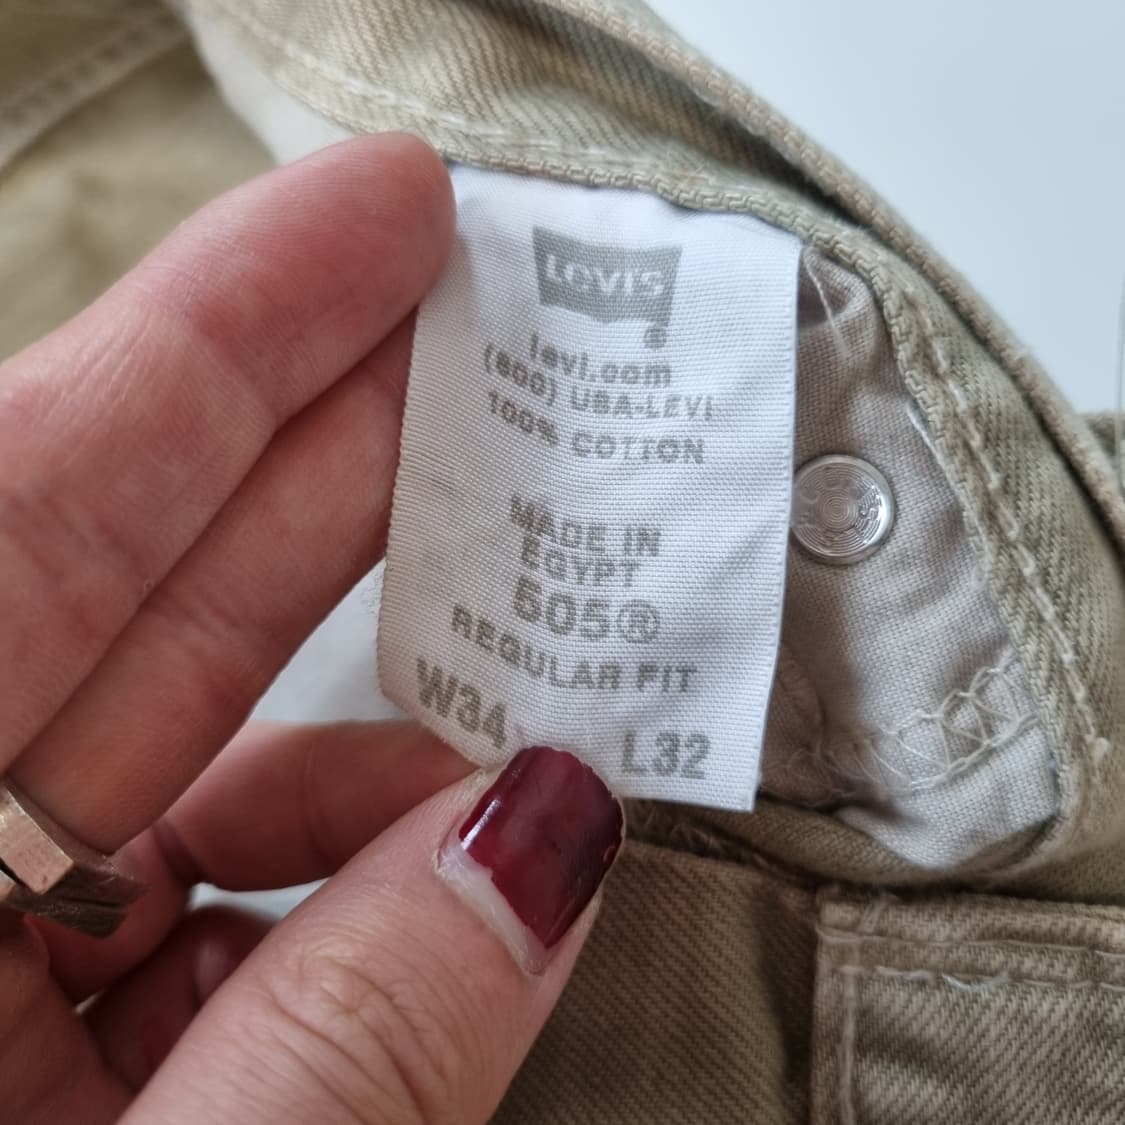 LEVI'S
®
levi.com
(800) USA-LEVI
100% COTTON
MADE IN
EGYPT
505®
REGULAR FIT
W34 L32